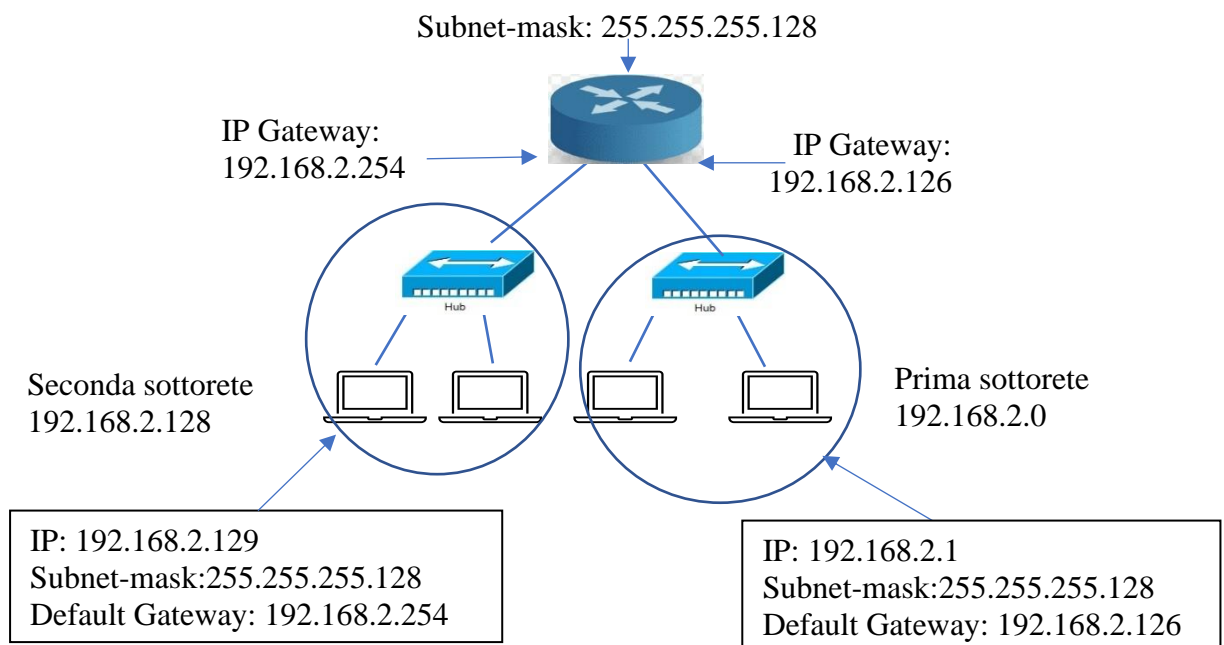 Subnet-mask: 255.255.255.128
IP Gateway:
192.168.2.254
IP Gateway:
192.168.2.126
Hub
Hub
Seconda sottorete
192.168.2.128
Prima sottorete
192.168.2.0
IP: 192.168.2.129
Subnet-mask:255.255.255.128
Default Gateway: 192.168.2.254
IP: 192.168.2.1
Subnet-mask:255.255.255.128
Default Gateway: 192.168.2.126